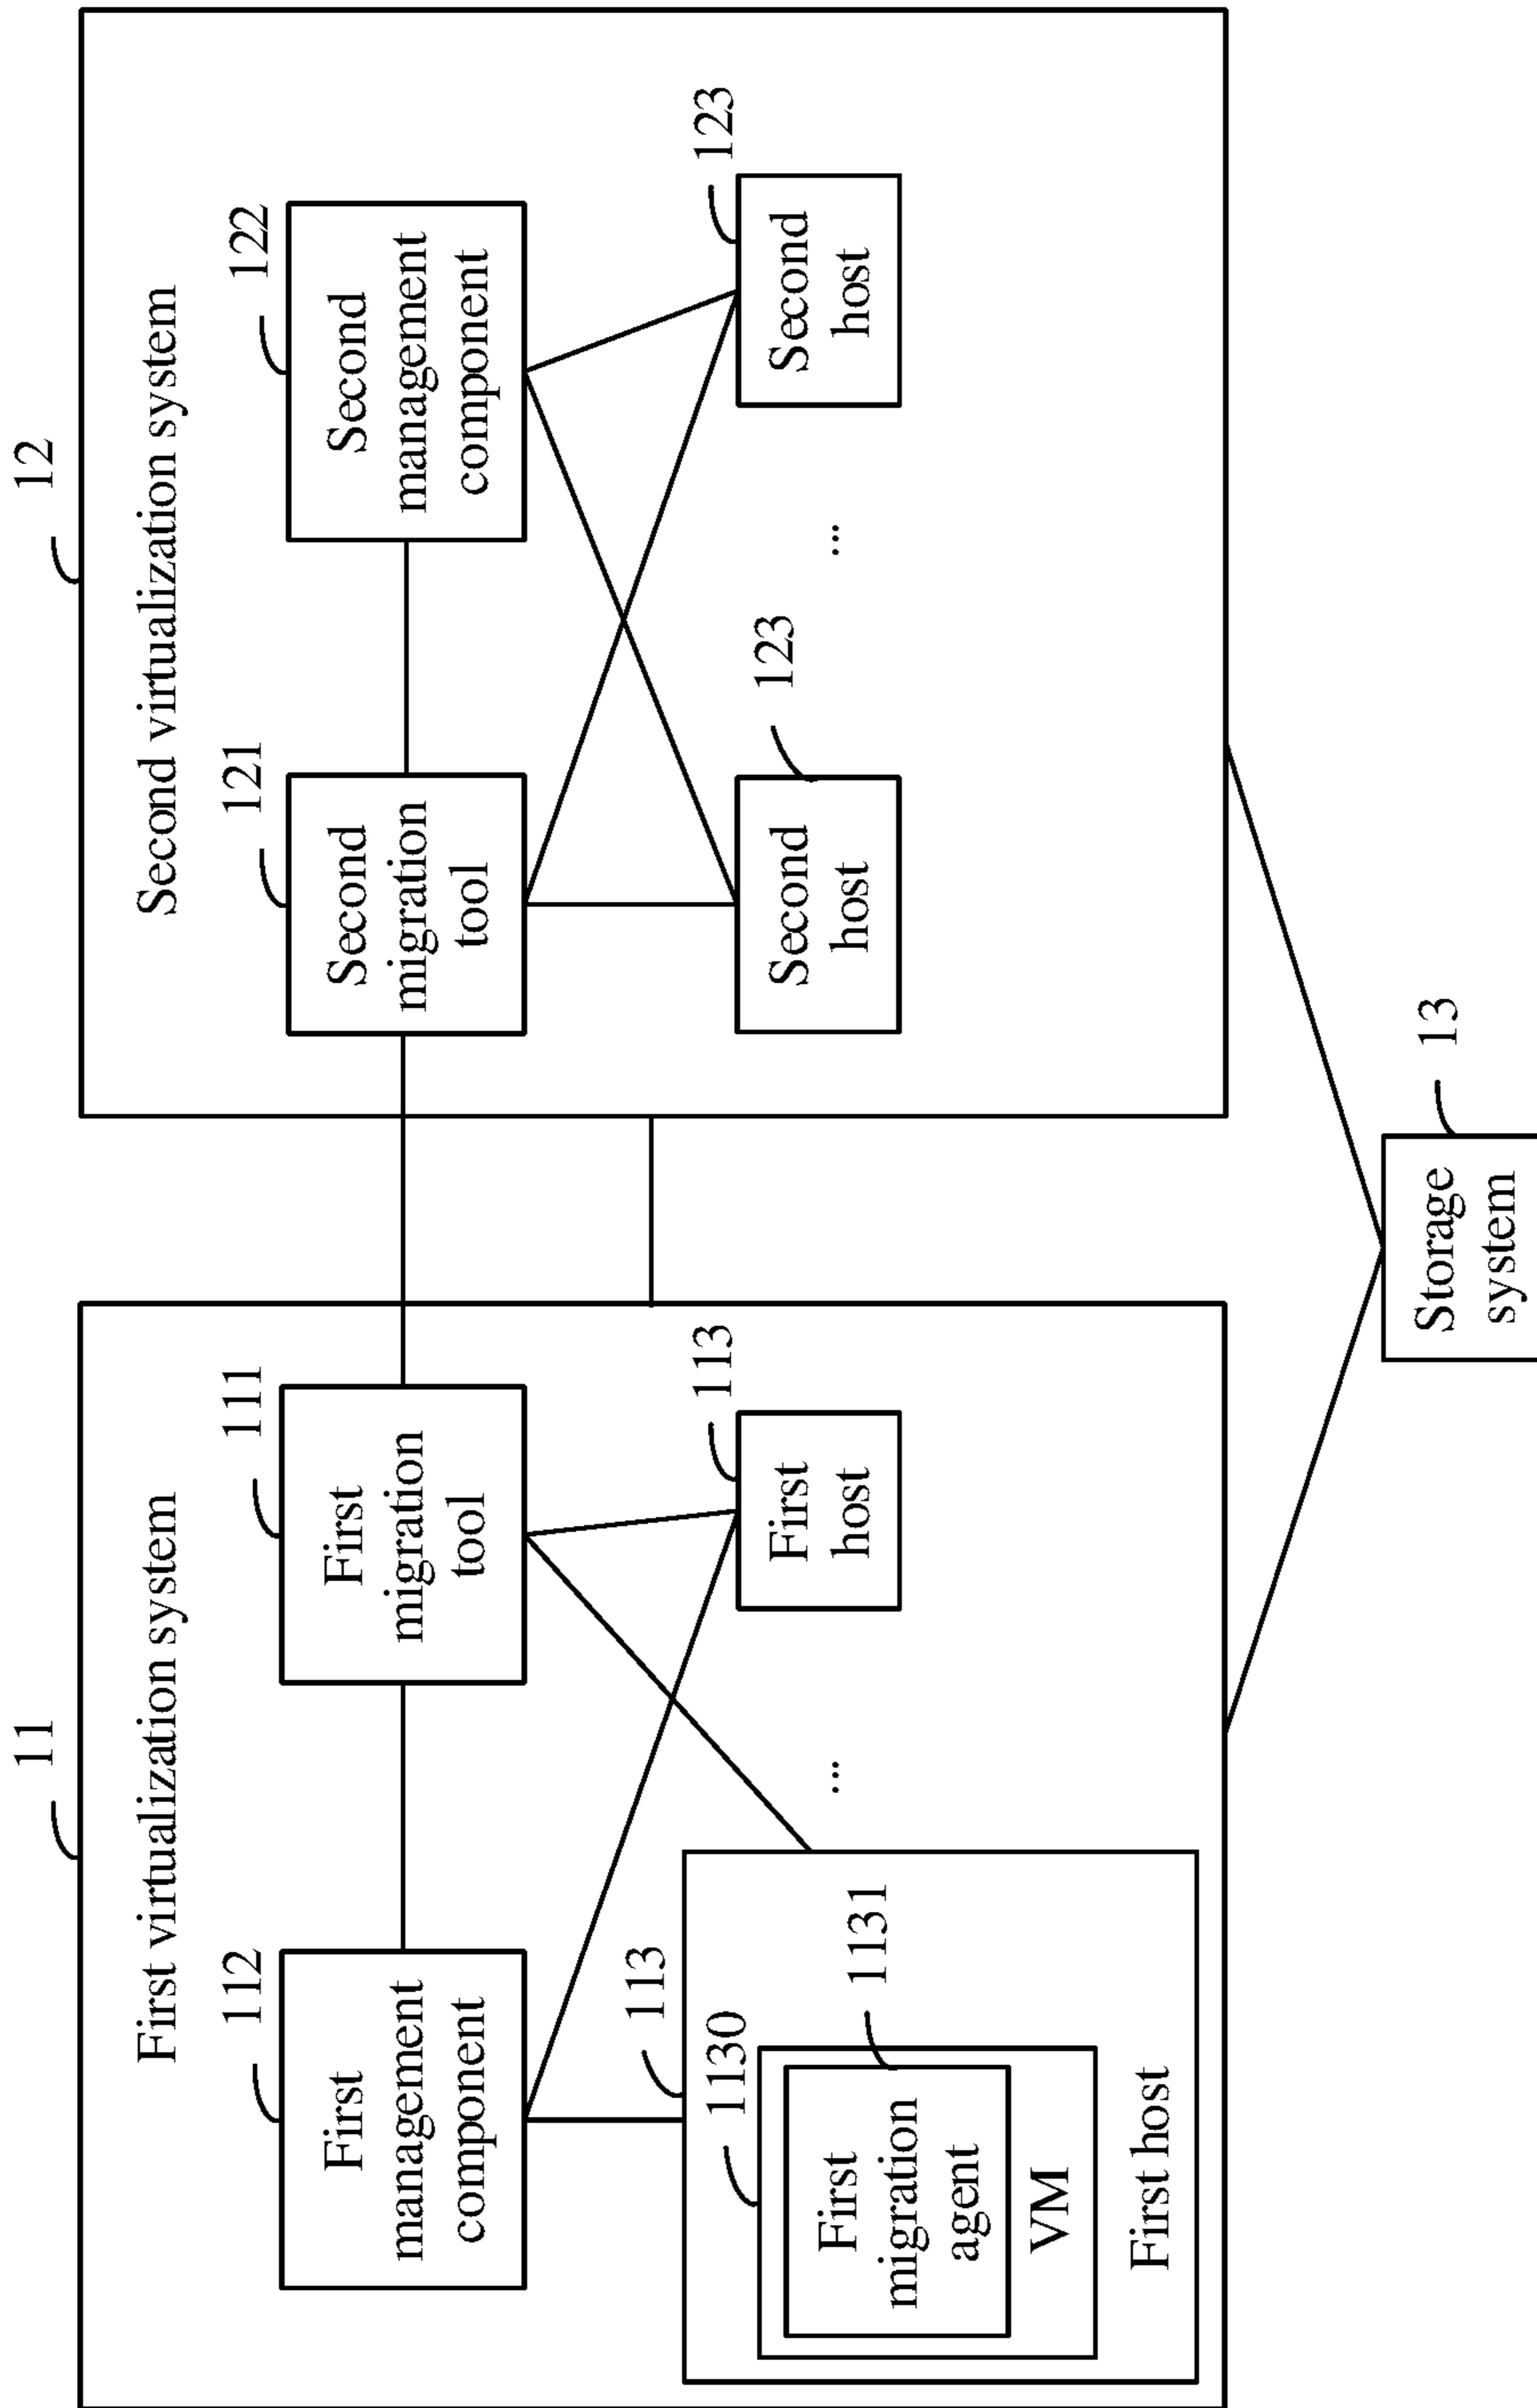 11
First virtualization system
112
First
management
component
111
First
migration
tool
113
1130
1131
First
migration
agent
VM
First host
...
113
First
host
12
Second virtualization system
121
Second
migration
tool
122
Second
management
component
123
Second
host
...
123
Second
host
13
Storage
system